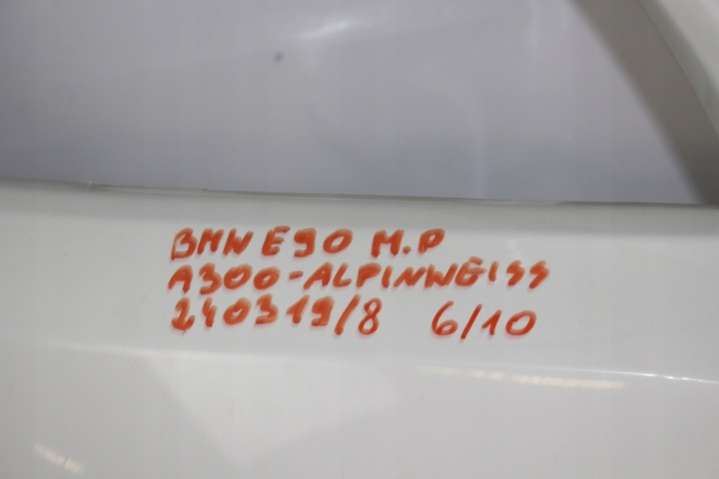 BMW E90 M.P
A300-ALPINWEISS
240319/8 6/10